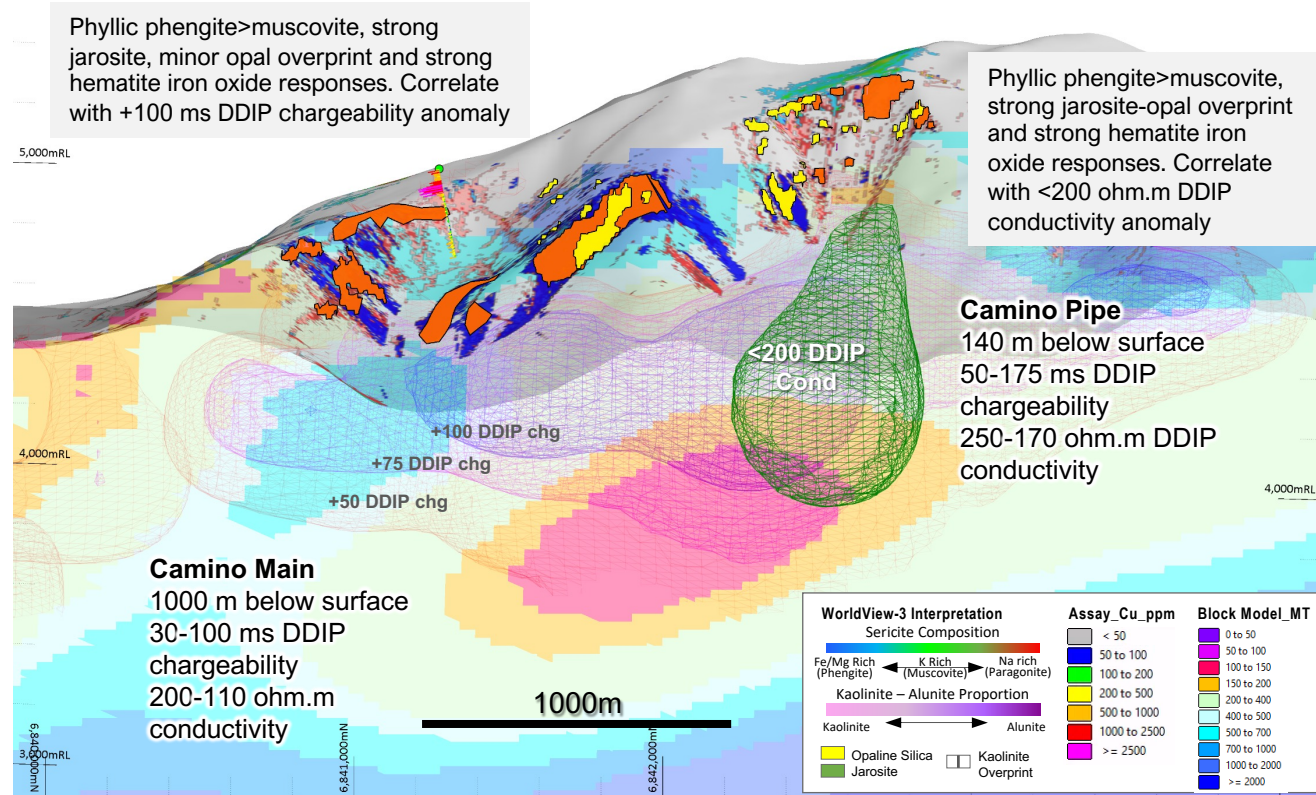 Phyllic phengite>muscovite, strong
jarosite, minor opal overprint and strong
hematite iron oxide responses. Correlate
with +100 ms DDIP chargeability anomaly
Phyllic phengite>muscovite,
strong jarosite-opal overprint
and strong hematite iron
oxide responses. Correlate
with <200 ohm.m DDIP
conductivity anomaly
5,000mRL
<200 DDIP
Cond
Camino Pipe
140 m below surface
50-175 ms DDIP
chargeability
250-170 ohm.m DDIP
conductivity
+100 DDIP chg
+75 DDIP chg
+50 DDIP chg
4,000mRL
4,000mRL
Camino Main
1000 m below surface
30-100 ms DDIP
chargeability
200-110 ohm.m
conductivity
1000m
3,000mRL
6,840,000mN
6,841,000mN
6,842,000mN
WorldView-3 Interpretation
Sericite Composition
Fe/Mg Rich (Phengite)
K Rich (Muscovite)
Na rich (Paragonite)
Kaolinite – Alunite Proportion
Kaolinite
Alunite
Opaline Silica
Jarosite
Kaolinite
Overprint
Assay_Cu_ppm
< 50
50 to 100
100 to 200
200 to 500
500 to 1000
1000 to 2500
>= 2500
Block Model_MT
0 to 50
50 to 100
100 to 150
150 to 200
200 to 400
400 to 500
500 to 700
700 to 1000
1000 to 2000
>= 2000